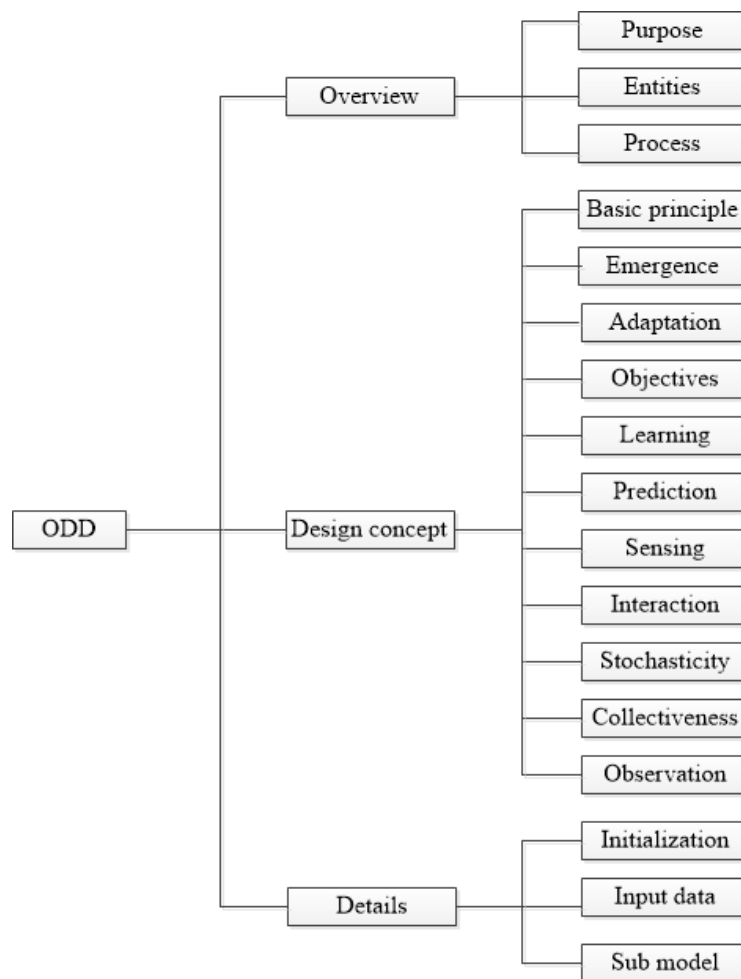 ODD
Overview
Purpose
Entities
Process
Design concept
Basic principle
Emergence
Adaptation
Objectives
Learning
Prediction
Sensing
Interaction
Stochasticity
Collectiveness
Observation
Details
Initialization
Input data
Sub model